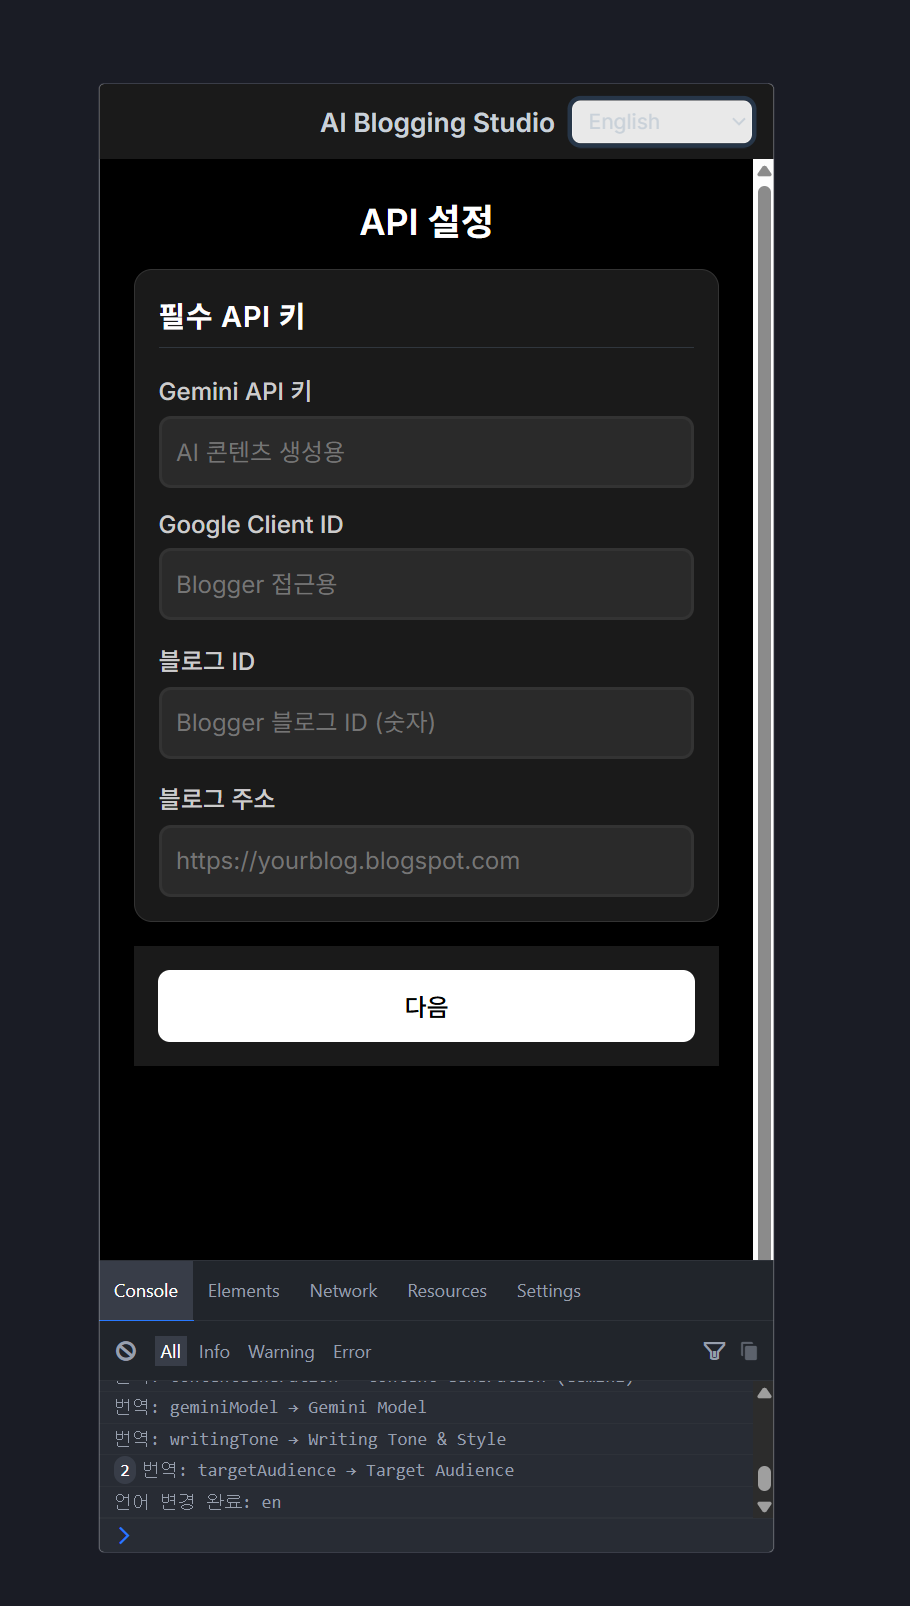 AI Blogging Studio
English
API 설정
필수 API 키
Gemini API 키
AI 콘텐츠 생성용
Google Client ID
Blogger 접근용
블로그 ID
Blogger 블로그 ID (숫자)
블로그 주소
https://yourblog.blogspot.com
다음
Console Elements Network Resources Settings
All Info Warning Error
번역: geminiModel → Gemini Model
번역: writingTone → Writing Tone & Style
2 번역: targetAudience → Target Audience
언어 변경 완료: en